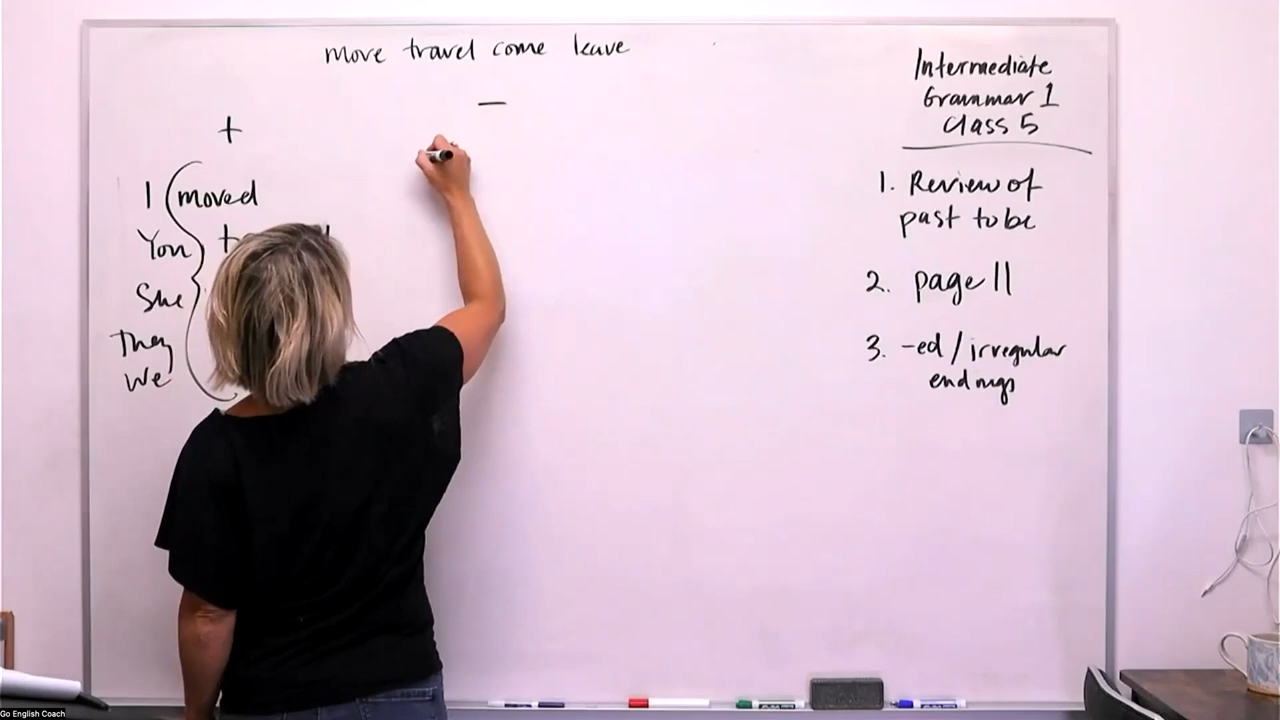 move travel come leave
+
—
I moved
You
She
They
We
Intermediate
Grammar 1
Class 5
1. Review of
past to be
2. page 11
3. -ed / irregular
endings
Go English Coach